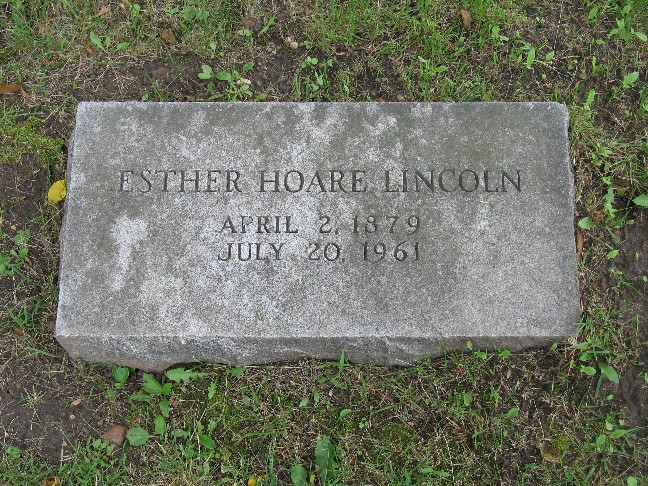 ESTHER HOARE LINCOLN
APRIL 2, 1879
JULY 20, 1961